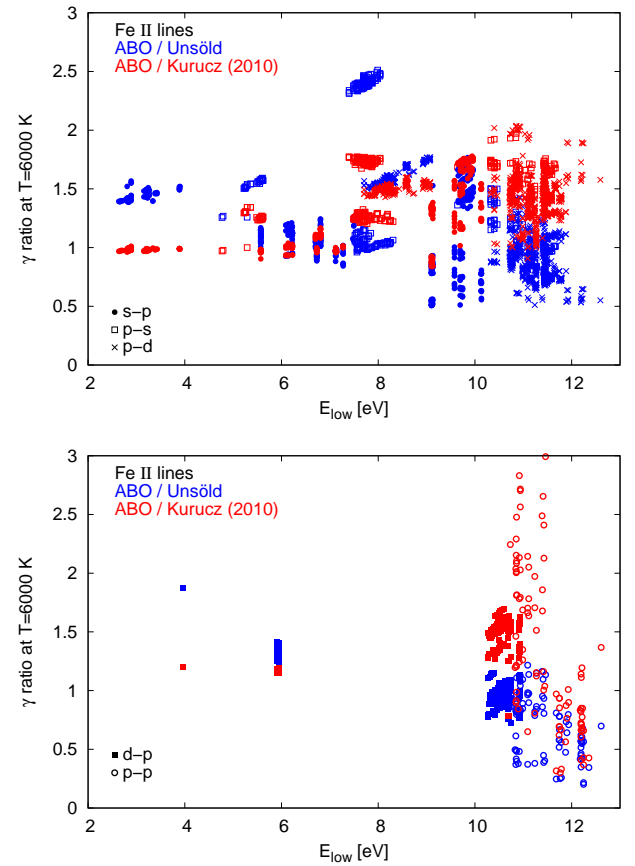 3
2.5
2
1.5
1
0.5
0
γ ratio at T=6000 K
Fe II lines
ABO / Unsöld
ABO / Kurucz (2010)
s−p
p−s
p−d
2 4 6 8 10 12
E_low [eV]
3
2.5
2
1.5
1
0.5
0
γ ratio at T=6000 K
Fe II lines
ABO / Unsöld
ABO / Kurucz (2010)
d−p
p−p
2 4 6 8 10 12
E_low [eV]